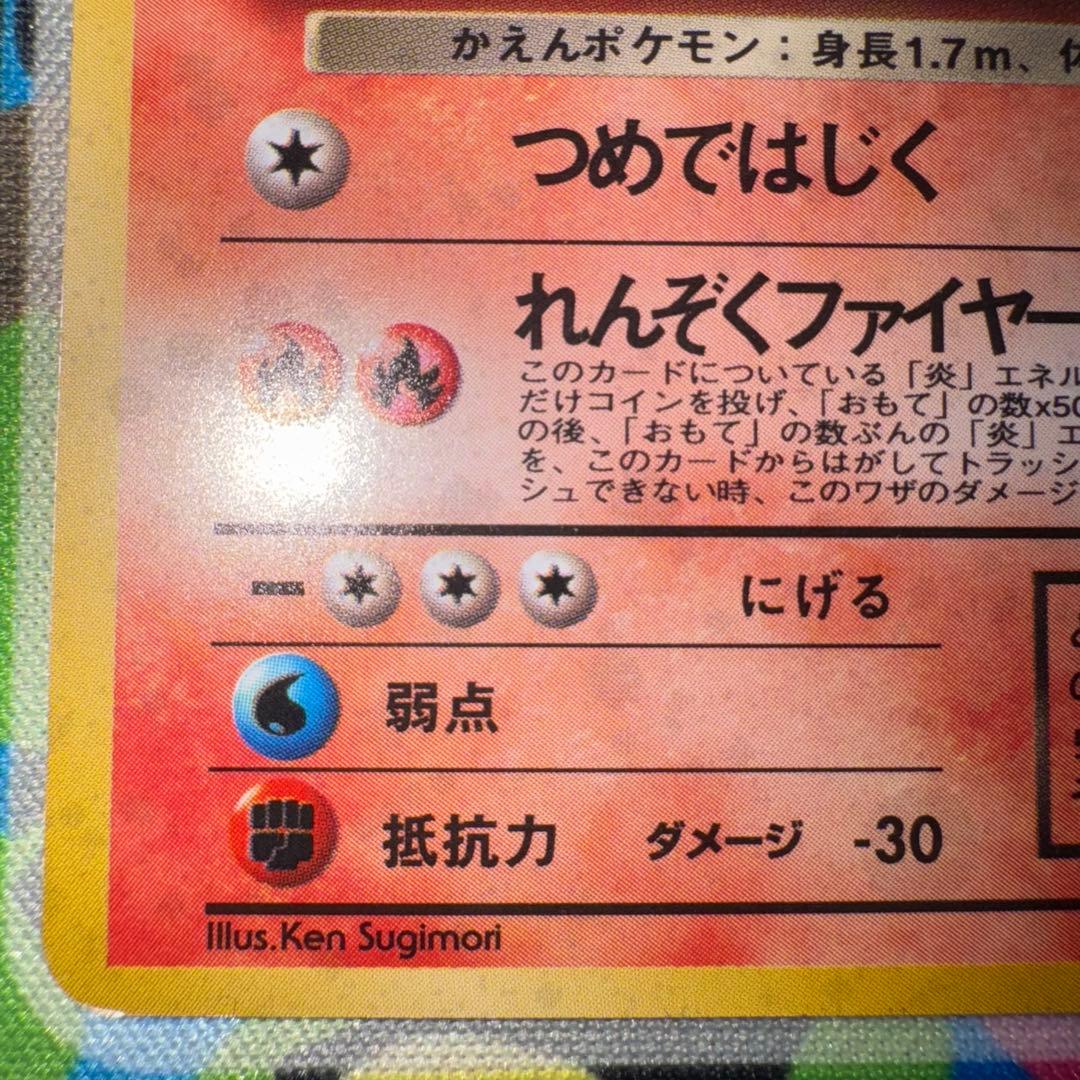 かえんポケモン：身長1.7m、体
つめではじく
れんぞくファイヤー
このカードについている「炎」エネル
だけコインを投げ、「おもて」の数x50
の後、「おもて」の数ぶんの「炎」エ
を、このカードからはがしてトラッシ
シュできない時、このワザのダメージ
にげる
弱点
抵抗力 ダメージ -30
Illus.Ken Sugimori